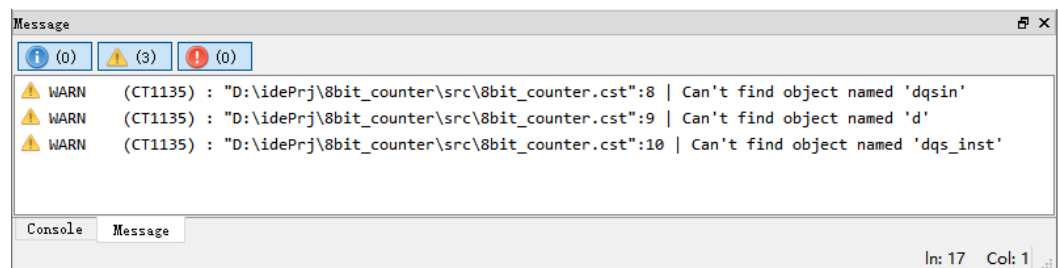 Message
(0) (3) (0)
WARN (CT1135) : "D:\idePrj\8bit_counter\src\8bit_counter.cst":8 | Can't find object named 'dqsin'
WARN (CT1135) : "D:\idePrj\8bit_counter\src\8bit_counter.cst":9 | Can't find object named 'd'
WARN (CT1135) : "D:\idePrj\8bit_counter\src\8bit_counter.cst":10 | Can't find object named 'dqs_inst'
Console Message
ln: 17 Col: 1